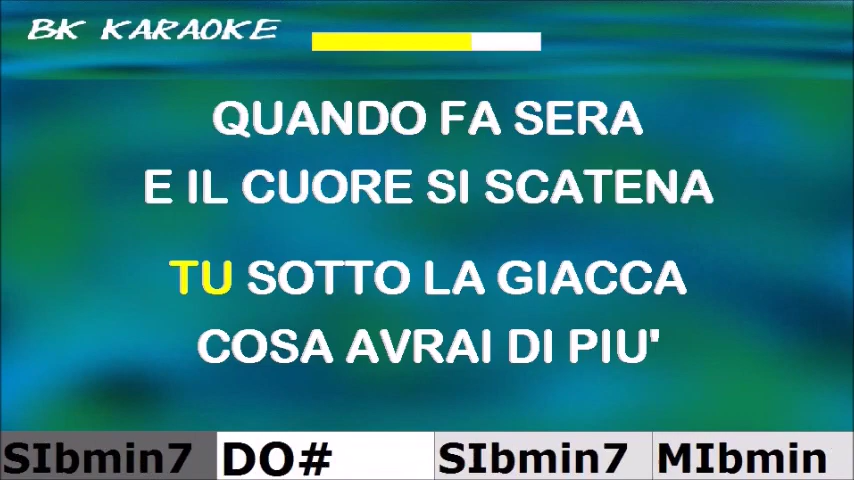 BK KARAOKE
QUANDO FA SERA
E IL CUORE SI SCATENA
TU SOTTO LA GIACCA
COSA AVRAI DI PIU'
SIbmin7 DO# SIbmin7 MIbmin